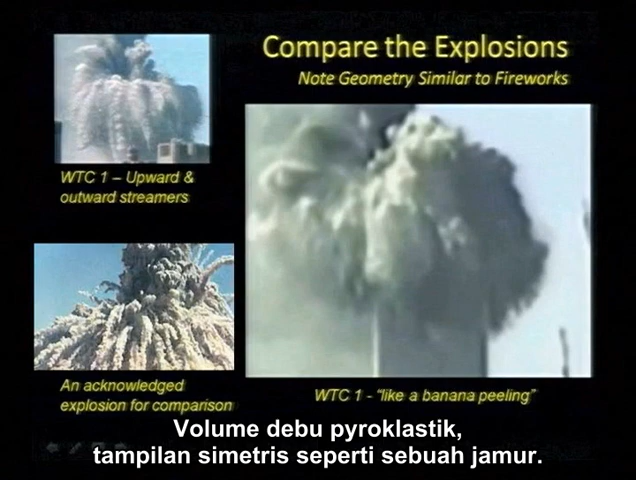 Compare the Explosions
Note Geometry Similar to Fireworks
WTC 1 – Upward &
outward streamers
An acknowledged
explosion for comparison
WTC 1 - “like a banana peeling”
Volume debu pyroklastik,
tampilan simetris seperti sebuah jamur.